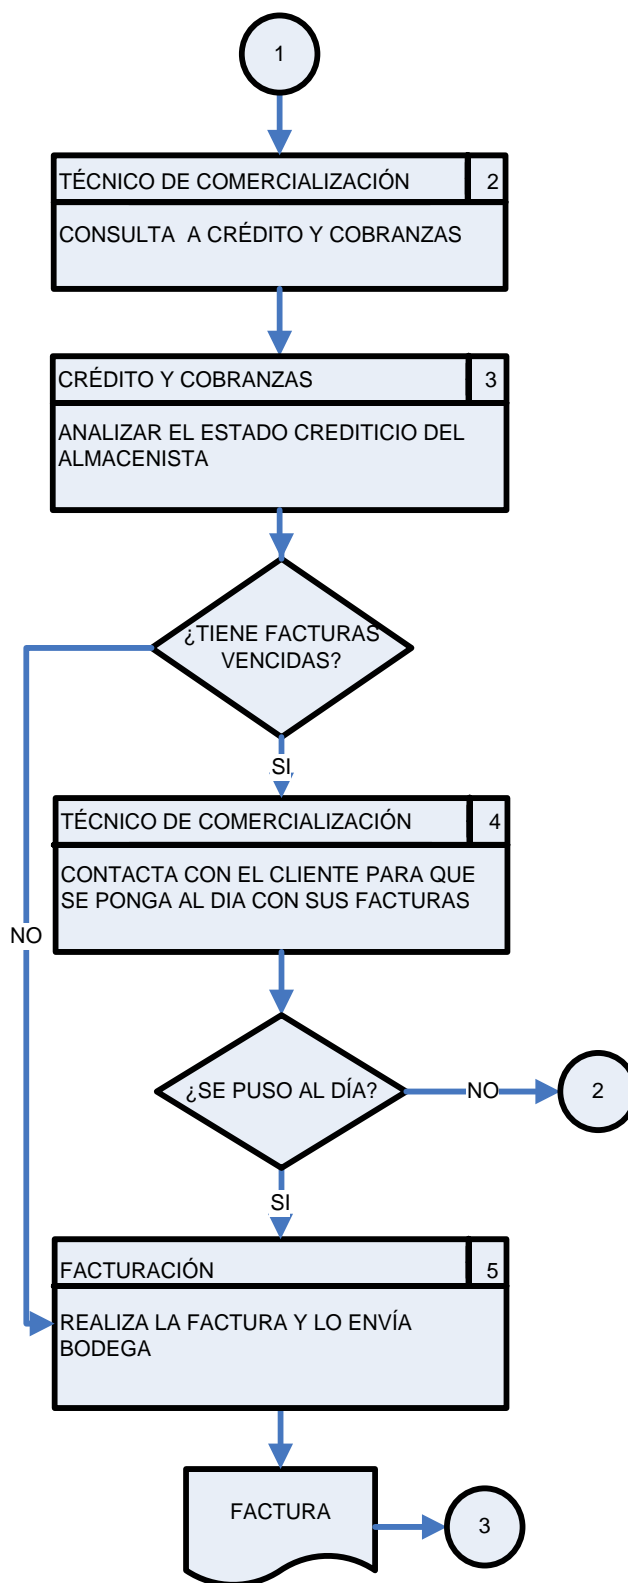 1
TÉCNICO DE COMERCIALIZACIÓN 2
CONSULTA A CRÉDITO Y COBRANZAS
CRÉDITO Y COBRANZAS 3
ANALIZAR EL ESTADO CREDITICIO DEL
ALMACENISTA
¿TIENE FACTURAS
VENCIDAS?
SI
TÉCNICO DE COMERCIALIZACIÓN 4
CONTACTA CON EL CLIENTE PARA QUE
SE PONGA AL DIA CON SUS FACTURAS
NO
¿SE PUSO AL DÍA?
NO
2
SI
FACTURACIÓN 5
REALIZA LA FACTURA Y LO ENVÍA
BODEGA
FACTURA
3